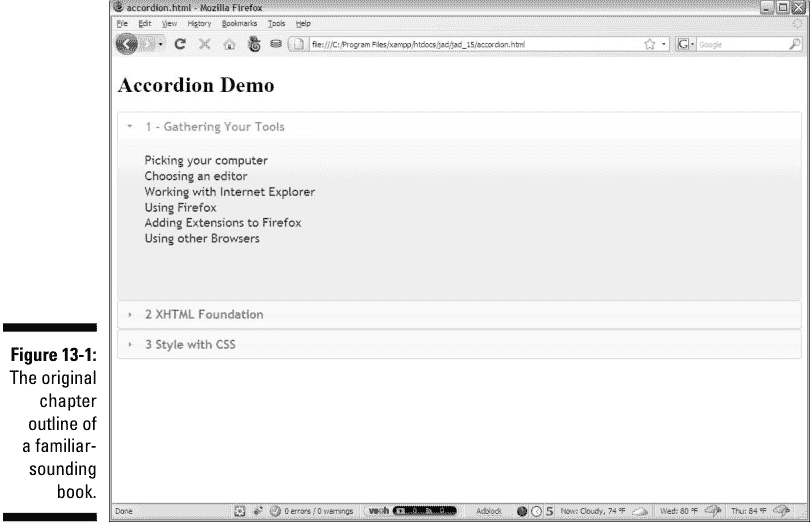 accordion.html - Mozilla Firefox
File Edit View History Bookmarks Tools Help
file:///C:/Program Files/xampp/htdocs/jad/jad_15/accordion.html
G Google
Accordion Demo
1 - Gathering Your Tools
Picking your computer
Choosing an editor
Working with Internet Explorer
Using Firefox
Adding Extensions to Firefox
Using other Browsers
2 XHTML Foundation
3 Style with CSS
Figure 13-1:
The original
chapter
outline of
a familiar-
sounding
book.
Done 0 errors / 0 warnings Adblock 5 Now: Cloudy, 74 °F Wed: 80 °F Thu: 84 °F